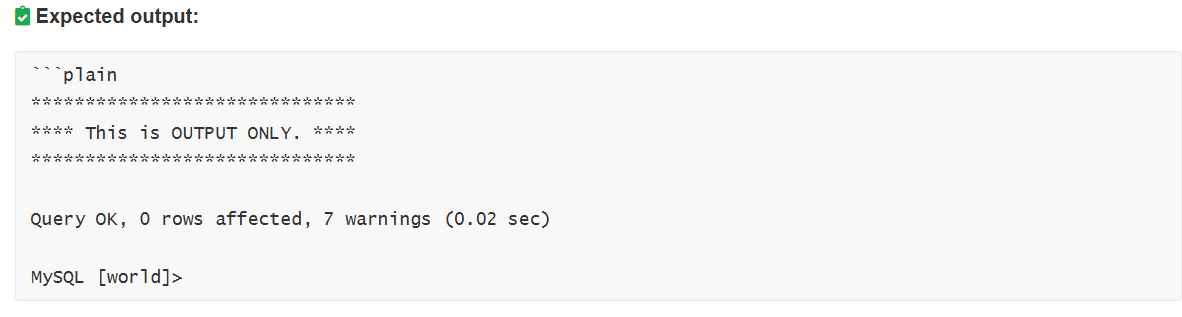 Expected output:
```plain
******************************
**** This is OUTPUT ONLY. ****
******************************
Query OK, 0 rows affected, 7 warnings (0.02 sec)
MySQL [world]>